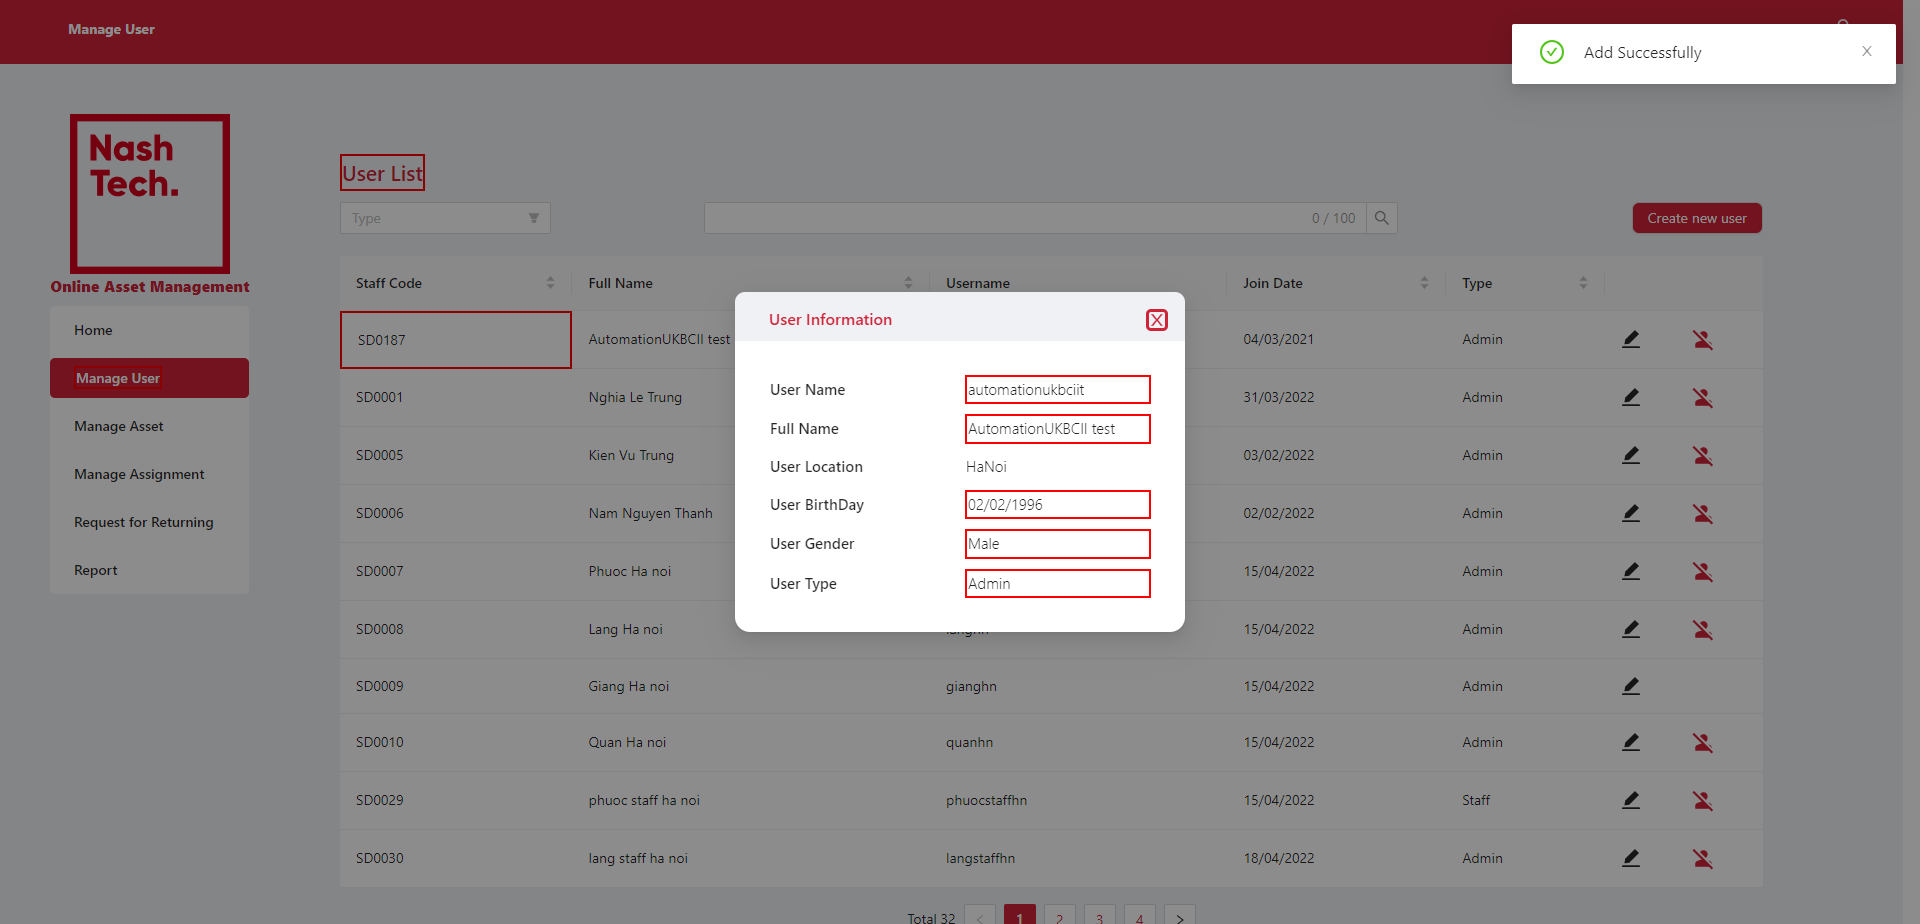 Manage User
Add Successfully
Nash
Tech.
Online Asset Management
Home
Manage User
Manage Asset
Manage Assignment
Request for Returning
Report
User List
Type
0 / 100
Create new user
Staff Code Full Name Username Join Date Type
SD0187 AutomationUKBCII test 04/03/2021 Admin
SD0001 Nghia Le Trung 31/03/2022 Admin
SD0005 Kien Vu Trung 03/02/2022 Admin
SD0006 Nam Nguyen Thanh 02/02/2022 Admin
SD0007 Phuoc Ha noi 15/04/2022 Admin
SD0008 Lang Ha noi 15/04/2022 Admin
SD0009 Giang Ha noi gianghn 15/04/2022 Admin
SD0010 Quan Ha noi quanhn 15/04/2022 Admin
SD0029 phuoc staff ha noi phuocstaffhn 15/04/2022 Staff
SD0030 lang staff ha noi langstaffhn 18/04/2022 Admin
Total 32 < 1 2 3 4 >
User Information
User Name automationukbciit
Full Name AutomationUKBCII test
User Location HaNoi
User BirthDay 02/02/1996
User Gender Male
User Type Admin